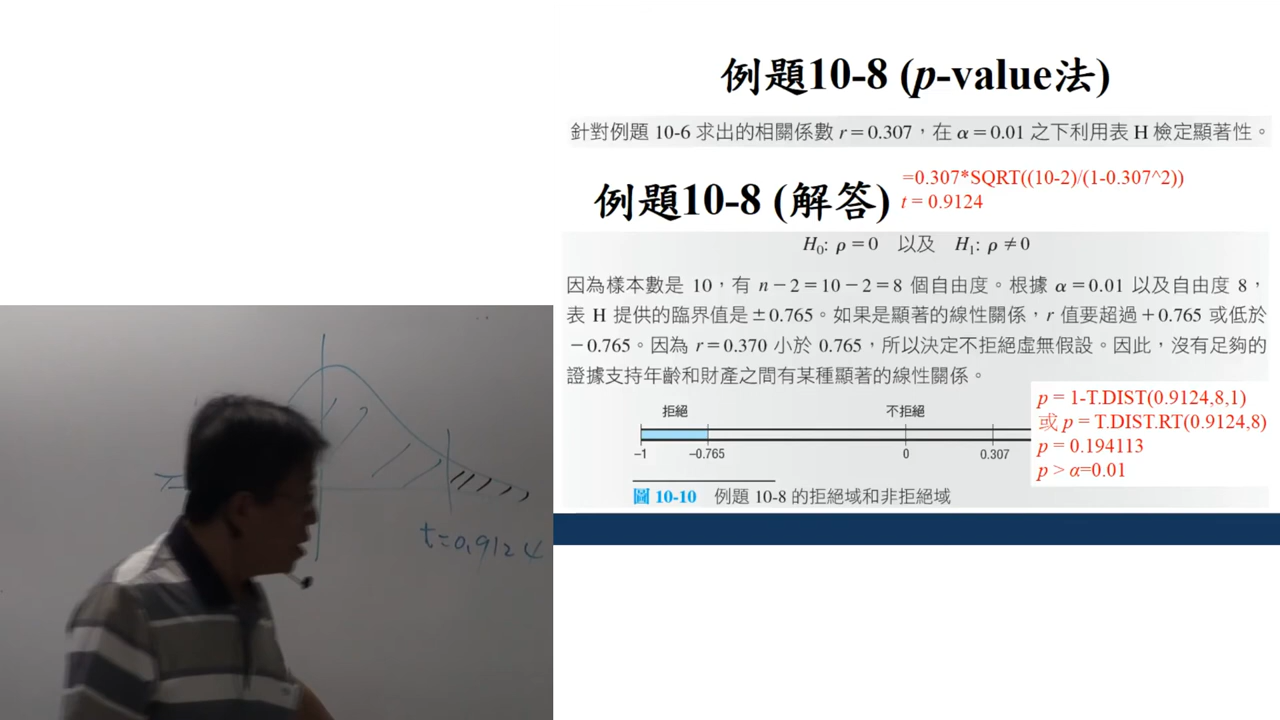 例題10-8 (p-value法)
針對例題 10-6 求出的相關係數 r = 0.307，在 α = 0.01 之下利用表 H 檢定顯著性。
=0.307*SQRT((10-2)/(1-0.307^2))
例題10-8 (解答)
t = 0.9124
H₀: ρ = 0 以及 H₁: ρ ≠ 0
因為樣本數是 10，有 n − 2 = 10 − 2 = 8 個自由度。根據 α = 0.01 以及自由度 8，
表 H 提供的臨界值是 ± 0.765。如果是顯著的線性關係，r 值要超過 + 0.765 或低於
− 0.765。因為 r = 0.370 小於 0.765，所以決定不拒絕虛無假設。因此，沒有足夠的
證據支持年齡和財產之間有某種顯著的線性關係。
拒絕 不拒絕
−1 −0.765 0 0.307
p = 1-T.DIST(0.9124,8,1)
或 p = T.DIST.RT(0.9124,8)
p = 0.194113
p > α=0.01
圖 10-10 例題 10-8 的拒絕域和非拒絕域
t=0.9124